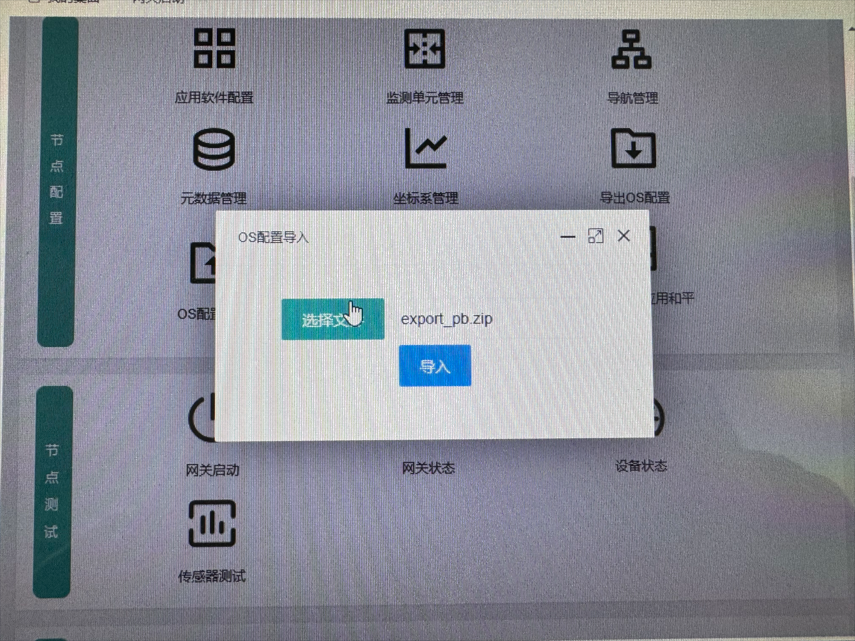 网关启动
应用软件配置
监测单元管理
导航管理
节点配置
元数据管理
坐标系管理
导出OS配置
OS配置导入
OS配
应用和平
选择文
export_pb.zip
导入
节点测试
网关启动
网关状态
设备状态
传感器测试